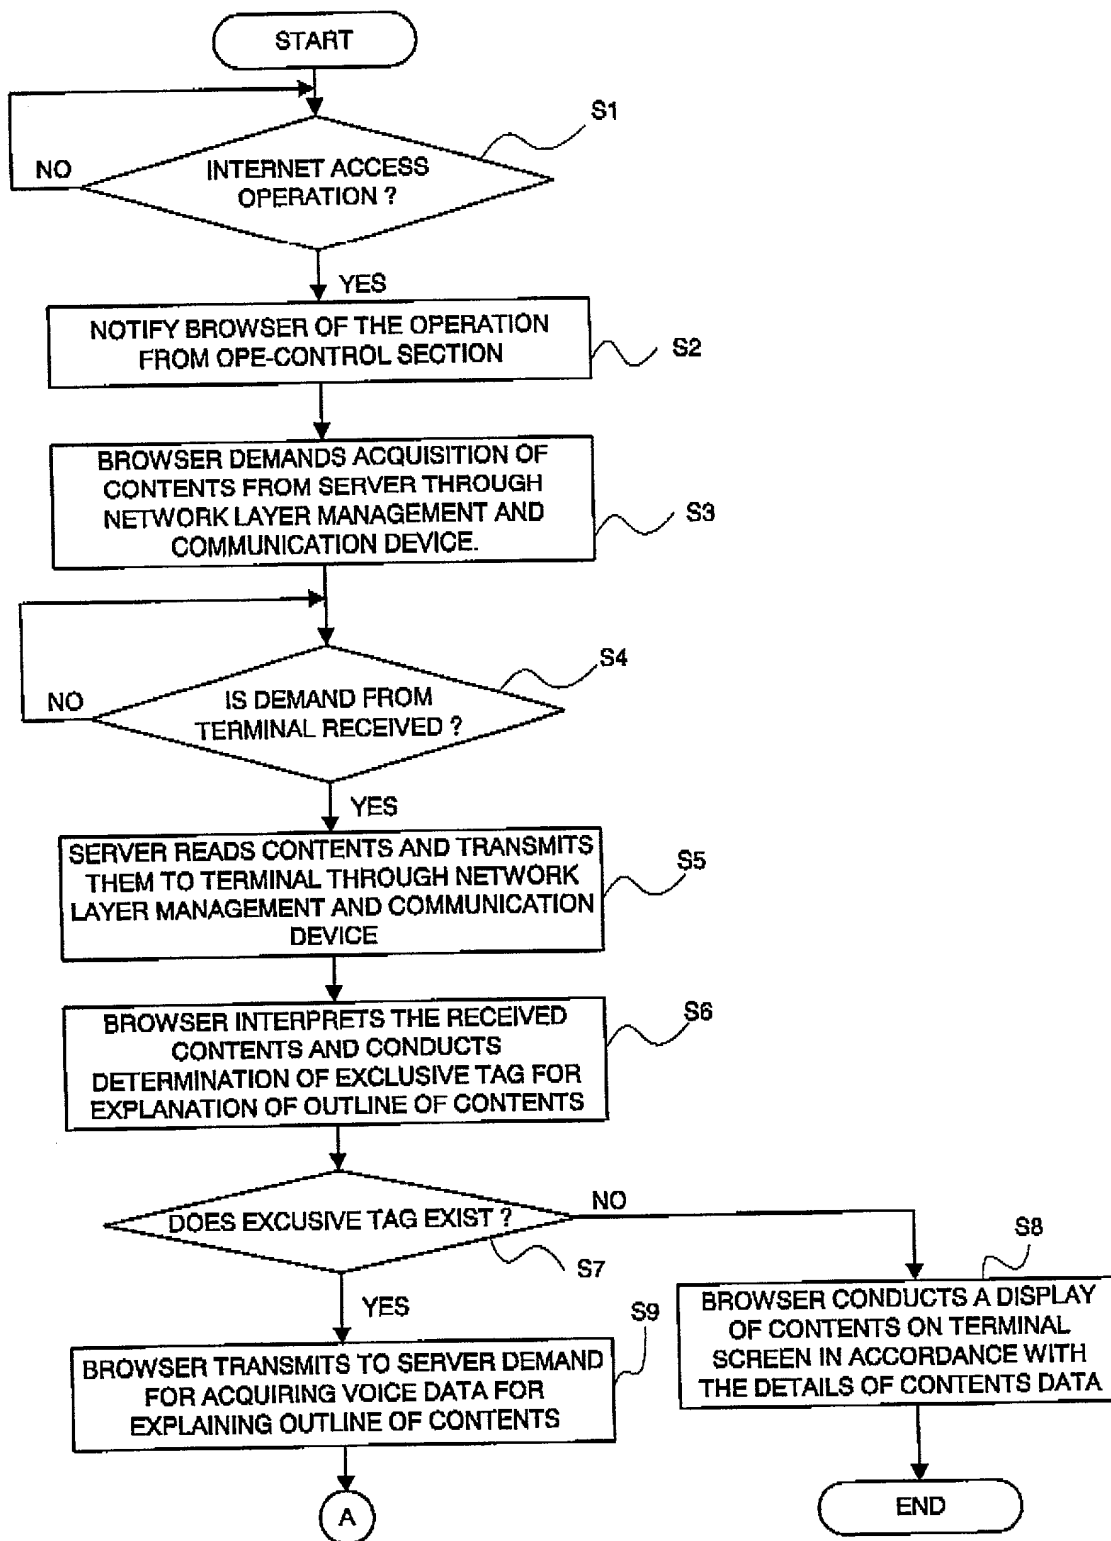 START
S1
NO
INTERNET ACCESS
OPERATION ?
YES
NOTIFY BROWSER OF THE OPERATION
FROM OPE-CONTROL SECTION
S2
BROWSER DEMANDS ACQUISITION OF
CONTENTS FROM SERVER THROUGH
NETWORK LAYER MANAGEMENT AND
COMMUNICATION DEVICE.
S3
S4
NO
IS DEMAND FROM
TERMINAL RECEIVED ?
YES
SERVER READS CONTENTS AND TRANSMITS
THEM TO TERMINAL THROUGH NETWORK
LAYER MANAGEMENT AND COMMUNICATION
DEVICE
S5
BROWSER INTERPRETS THE RECEIVED
CONTENTS AND CONDUCTS
DETERMINATION OF EXCLUSIVE TAG FOR
EXPLANATION OF OUTLINE OF CONTENTS
S6
DOES EXCUSIVE TAG EXIST ?
NO
S7
YES
S8
BROWSER CONDUCTS A DISPLAY
OF CONTENTS ON TERMINAL
SCREEN IN ACCORDANCE WITH
THE DETAILS OF CONTENTS DATA
S9
BROWSER TRANSMITS TO SERVER DEMAND
FOR ACQUIRING VOICE DATA FOR
EXPLAINING OUTLINE OF CONTENTS
A
END